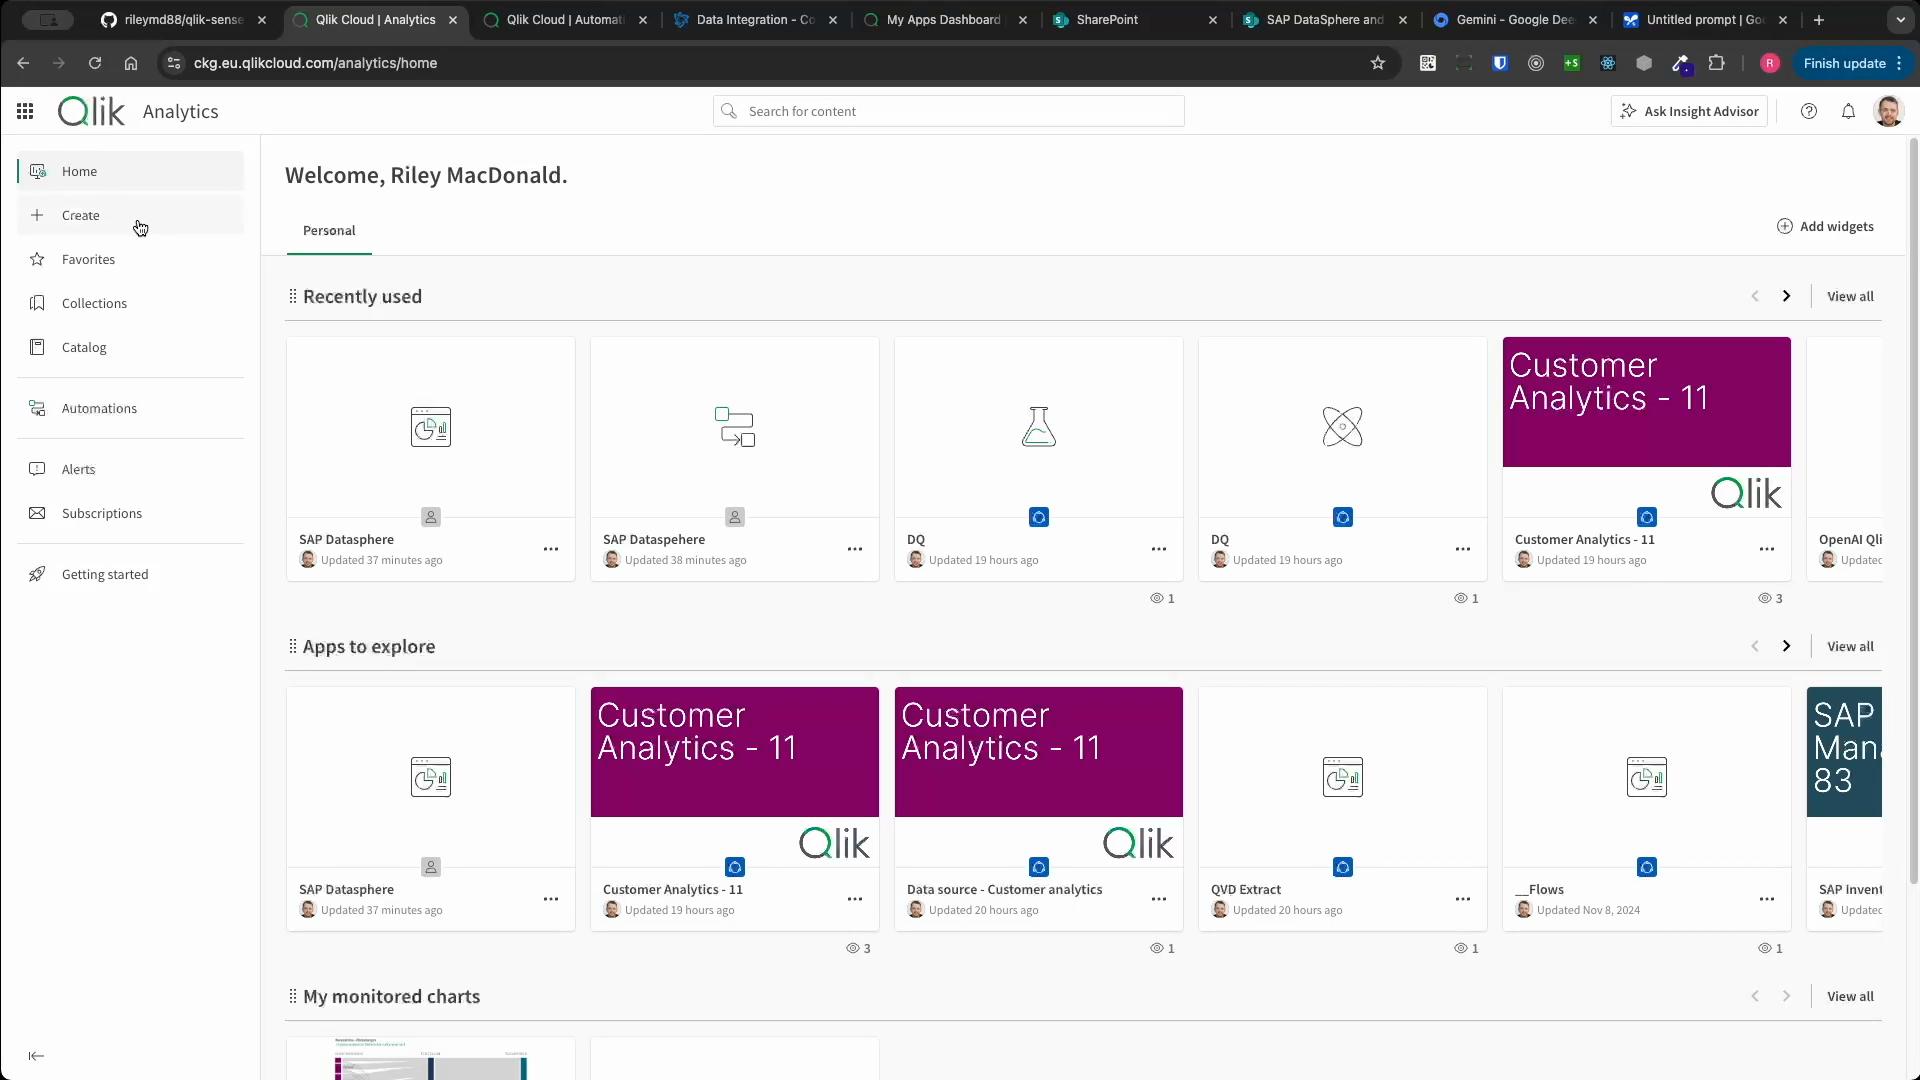 rileymd88/qlik-sense
Qlik Cloud | Analytics
Qlik Cloud | Automati
Data Integration - Co
My Apps Dashboard
SharePoint
SAP DataSphere and
Gemini - Google Dee
Untitled prompt | Goo
ckg.eu.qlikcloud.com/analytics/home
R
Finish update
Qlik
Analytics
Search for content
Ask Insight Advisor
Home
Create
Favorites
Collections
Catalog
Automations
Alerts
Subscriptions
Getting started
Welcome, Riley MacDonald.
Personal
Add widgets
Recently used
View all
Customer
Analytics - 11
Qlik
SAP Datasphere
Updated 37 minutes ago
SAP Dataspehere
Updated 38 minutes ago
DQ
Updated 19 hours ago
1
DQ
Updated 19 hours ago
1
Customer Analytics - 11
Updated 19 hours ago
3
OpenAI Qli
Updated
Apps to explore
View all
Customer
Analytics - 11
Qlik
Customer
Analytics - 11
Qlik
SAP
Man
83
SAP Datasphere
Updated 37 minutes ago
Customer Analytics - 11
Updated 19 hours ago
3
Data source - Customer analytics
Updated 20 hours ago
1
QVD Extract
Updated 20 hours ago
1
__Flows
Updated Nov 8, 2024
1
SAP Invent
Updated
My monitored charts
View all